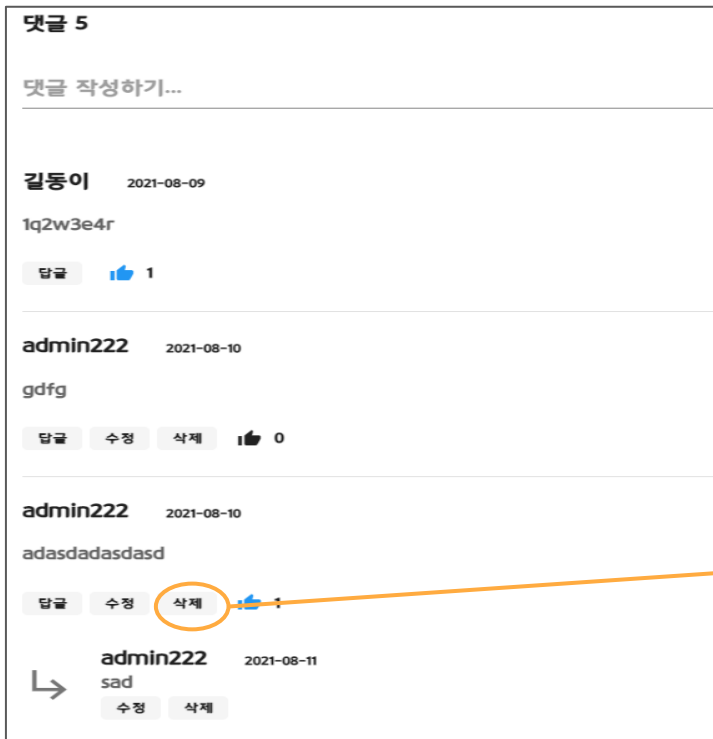 댓글 5
댓글 작성하기...
길동이 2021-08-09
1q2w3e4r
답글 1
admin222 2021-08-10
gdfg
답글 수정 삭제 0
admin222 2021-08-10
adasdadasdasd
답글 수정 삭제 1
admin222 2021-08-11
sad
수정 삭제